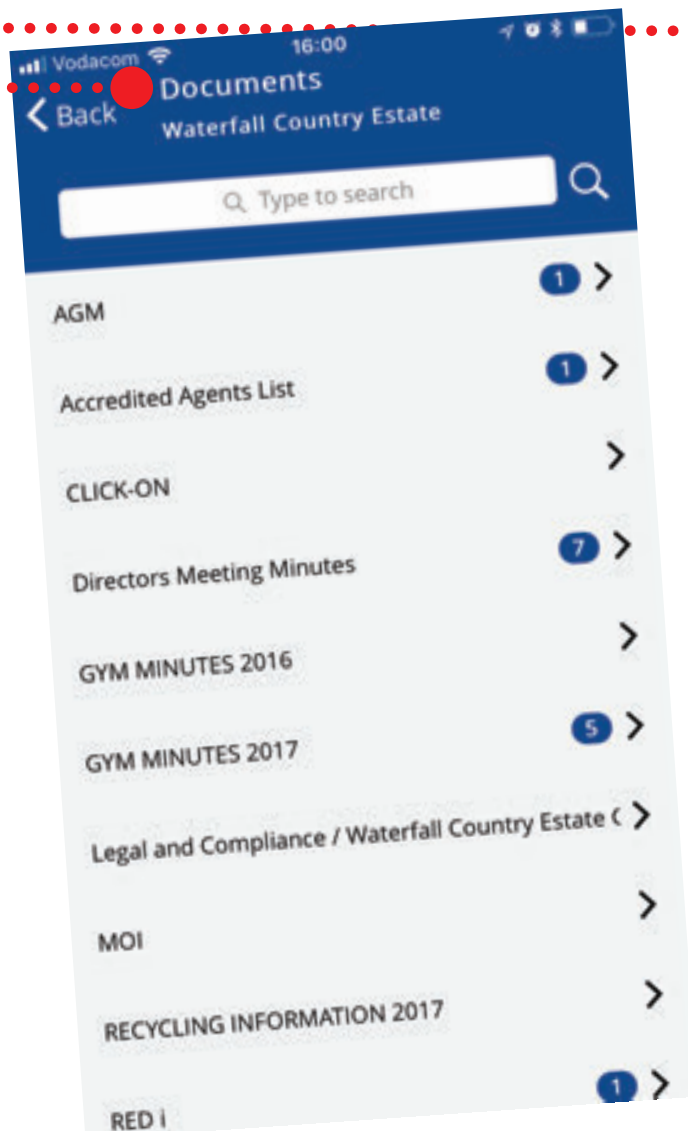 Vodacom 16:00
Documents
Back
Waterfall Country Estate
Type to search
AGM 1
Accredited Agents List 1
CLICK-ON
Directors Meeting Minutes 7
GYM MINUTES 2016
GYM MINUTES 2017 5
Legal and Compliance / Waterfall Country Estate
MOI
RECYCLING INFORMATION 2017
RED i 1